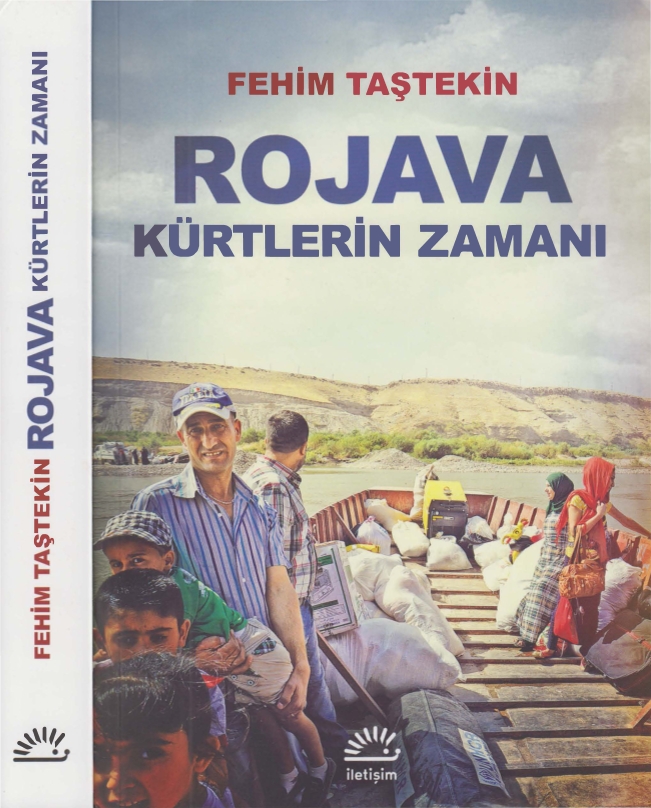 FEHİM TAŞTEKİN ROJAVA KÜRTLERİN ZAMANI
FEHİM TAŞTEKİN
ROJAVA
KÜRTLERİN ZAMANI
iletişim